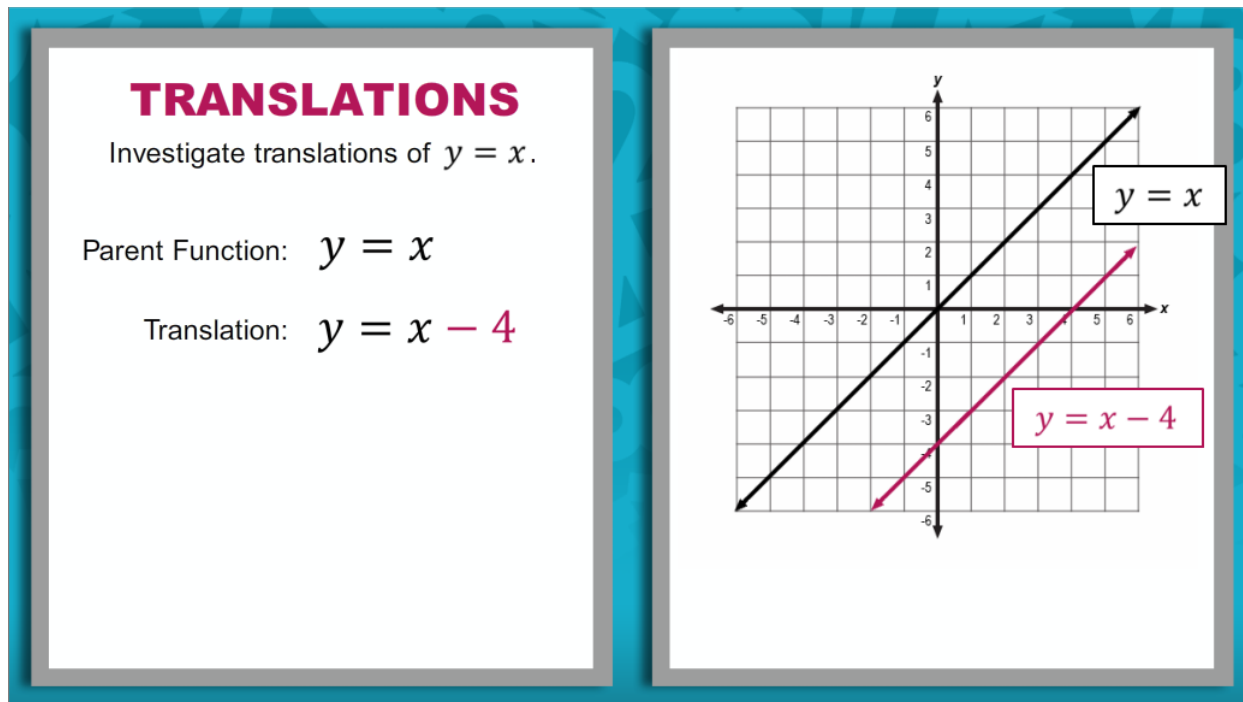 TRANSLATIONS
Investigate translations of y = x.
Parent Function: y = x
Translation: y = x − 4
y
6
5
4
3
2
1
-6 -5 -4 -3 -2 -1 1 2 3 5 6 x
-1
-2
-3
-4
-5
-6
y = x
y = x − 4